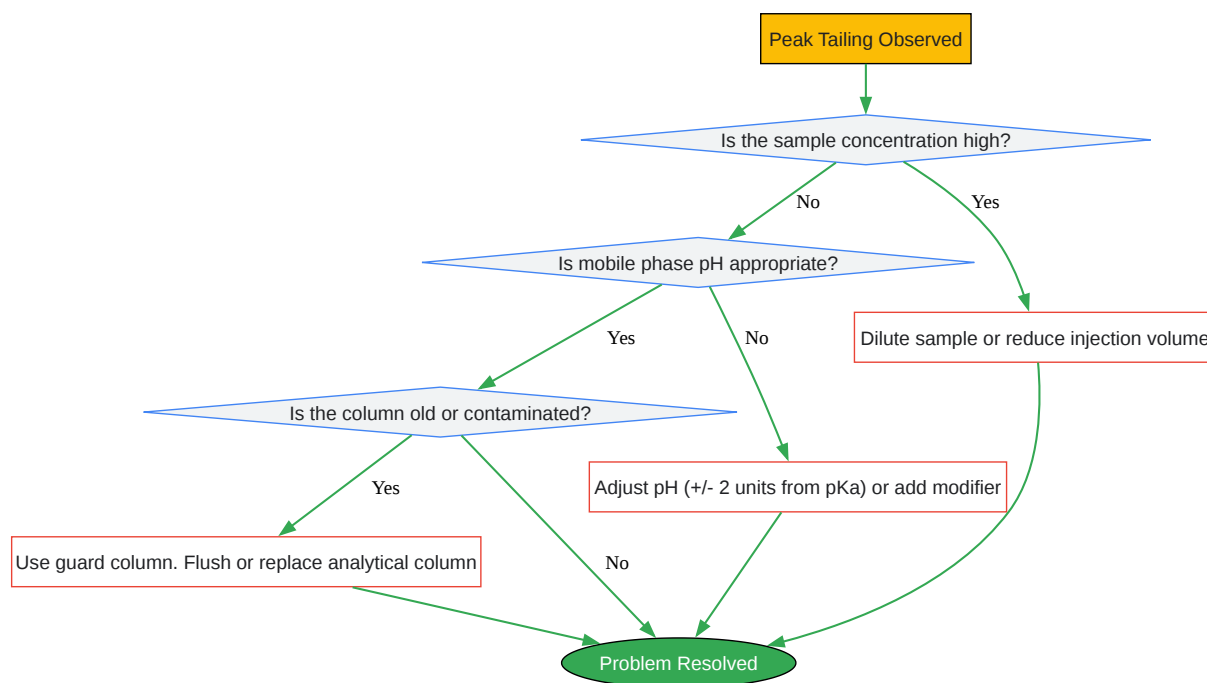 Peak Tailing Observed
Is the sample concentration high?
No
Yes
Is mobile phase pH appropriate?
Dilute sample or reduce injection volume
Yes
No
Is the column old or contaminated?
Adjust pH (+/- 2 units from pKa) or add modifier
Yes
Use guard column. Flush or replace analytical column
No
Problem Resolved